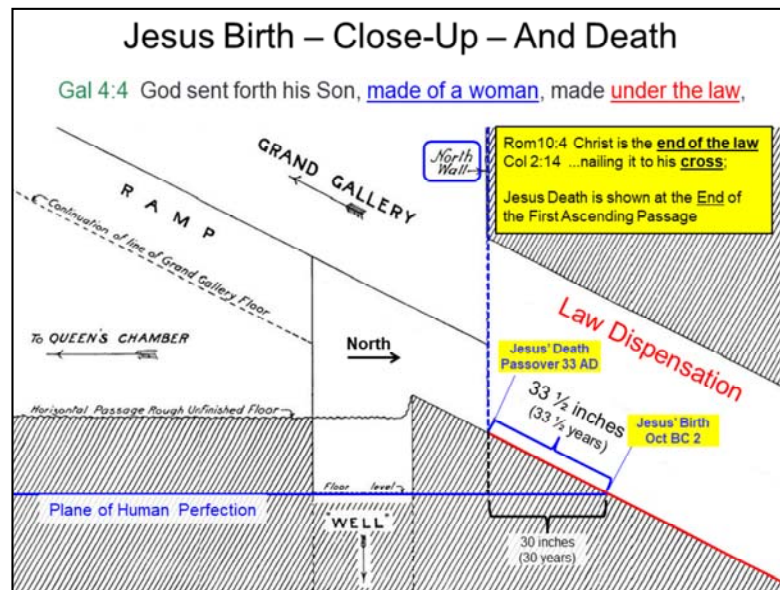 Jesus Birth – Close-Up – And Death
Gal 4:4 God sent forth his Son, made of a woman, made under the law,
North
Wall
Rom10:4 Christ is the end of the law
Col 2:14 ...nailing it to his cross;
Jesus Death is shown at the End of
the First Ascending Passage
GRAND GALLERY
RAMP
Continuation of line of Grand Gallery Floor
To QUEEN'S CHAMBER
North
Law Dispensation
Jesus' Death
Passover 33 AD
33 ½ inches
(33 ½ years)
Jesus' Birth
Oct BC 2
Horizontal Passage Rough Unfinished Floor
Floor level
Plane of Human Perfection
"WELL"
30 inches
(30 years)